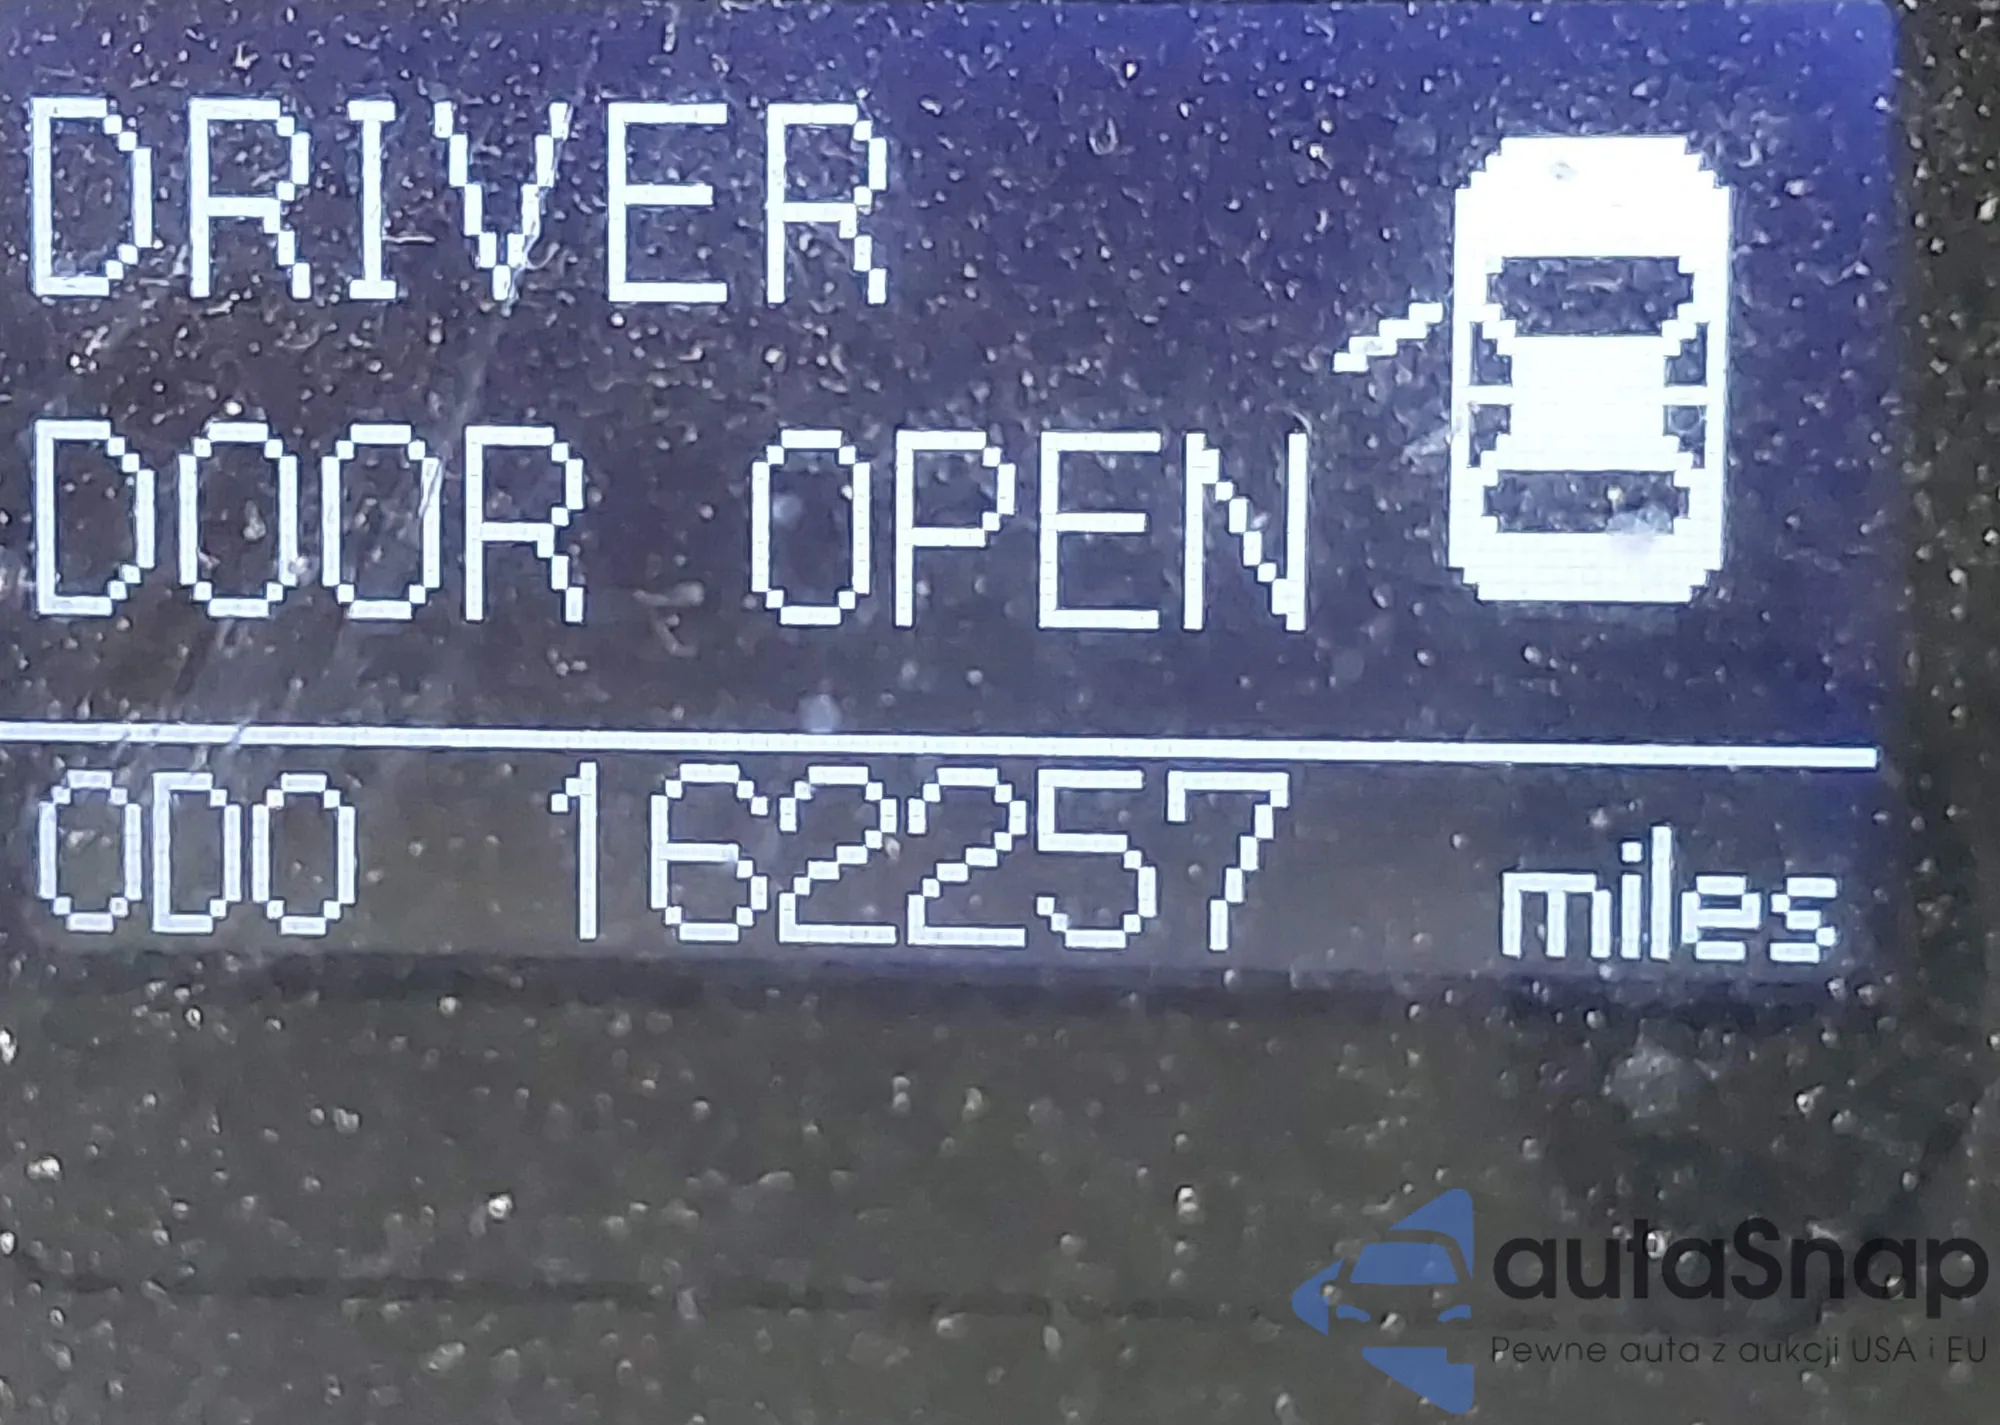 DRIVER
DOOR OPEN
ODO 162257 miles
autaSnap
Pewne auta z aukcji USA i EU